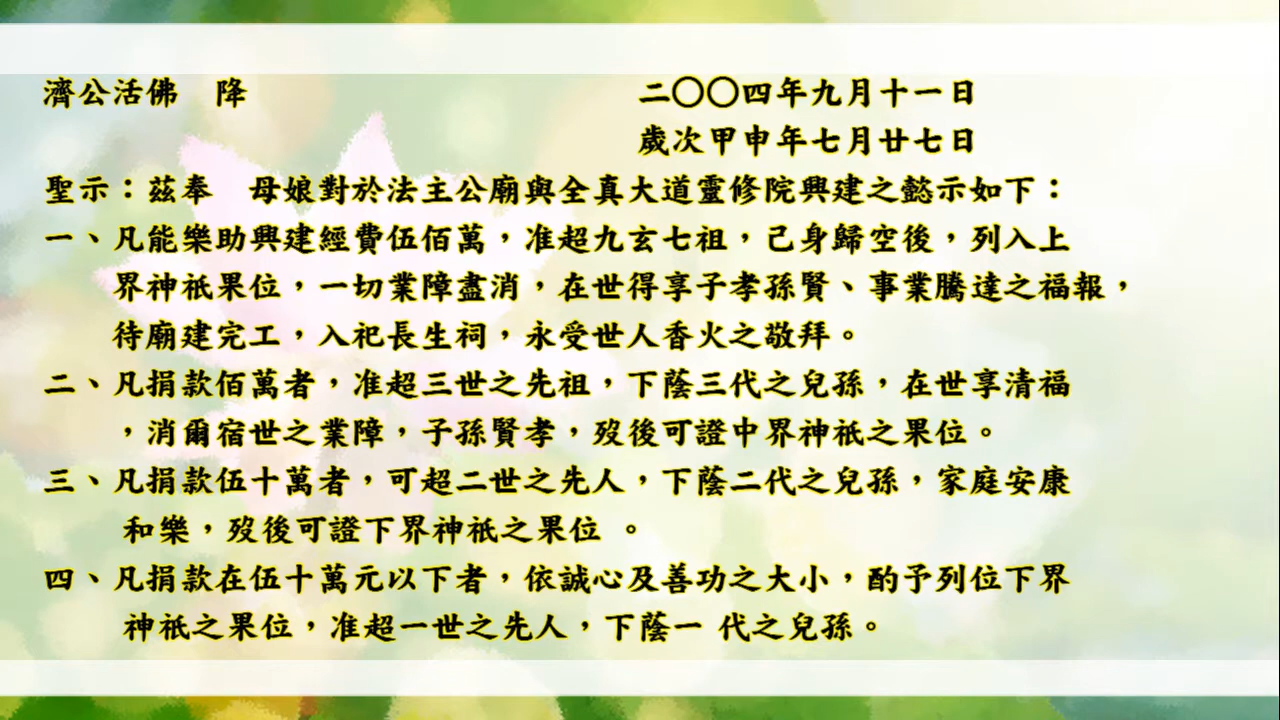 濟公活佛　降　二〇〇四年九月十一日
歲次甲申年七月廿七日
聖示：茲奉　母娘對於法主公廟與全真大道靈修院興建之懿示如下：
一、凡能樂助興建經費伍佰萬，准超九玄七祖，己身歸空後，列入上
界神祇果位，一切業障盡消，在世得享子孝孫賢、事業騰達之福報，
待廟建完工，入祀長生祠，永受世人香火之敬拜。
二、凡捐款佰萬者，准超三世之先祖，下蔭三代之兒孫，在世享清福
，消爾宿世之業障，子孫賢孝，歿後可證中界神祇之果位。
三、凡捐款伍十萬者，可超二世之先人，下蔭二代之兒孫，家庭安康
和樂，歿後可證下界神祇之果位 。
四、凡捐款在伍十萬元以下者，依誠心及善功之大小，酌予列位下界
神祇之果位，准超一世之先人，下蔭一 代之兒孫。